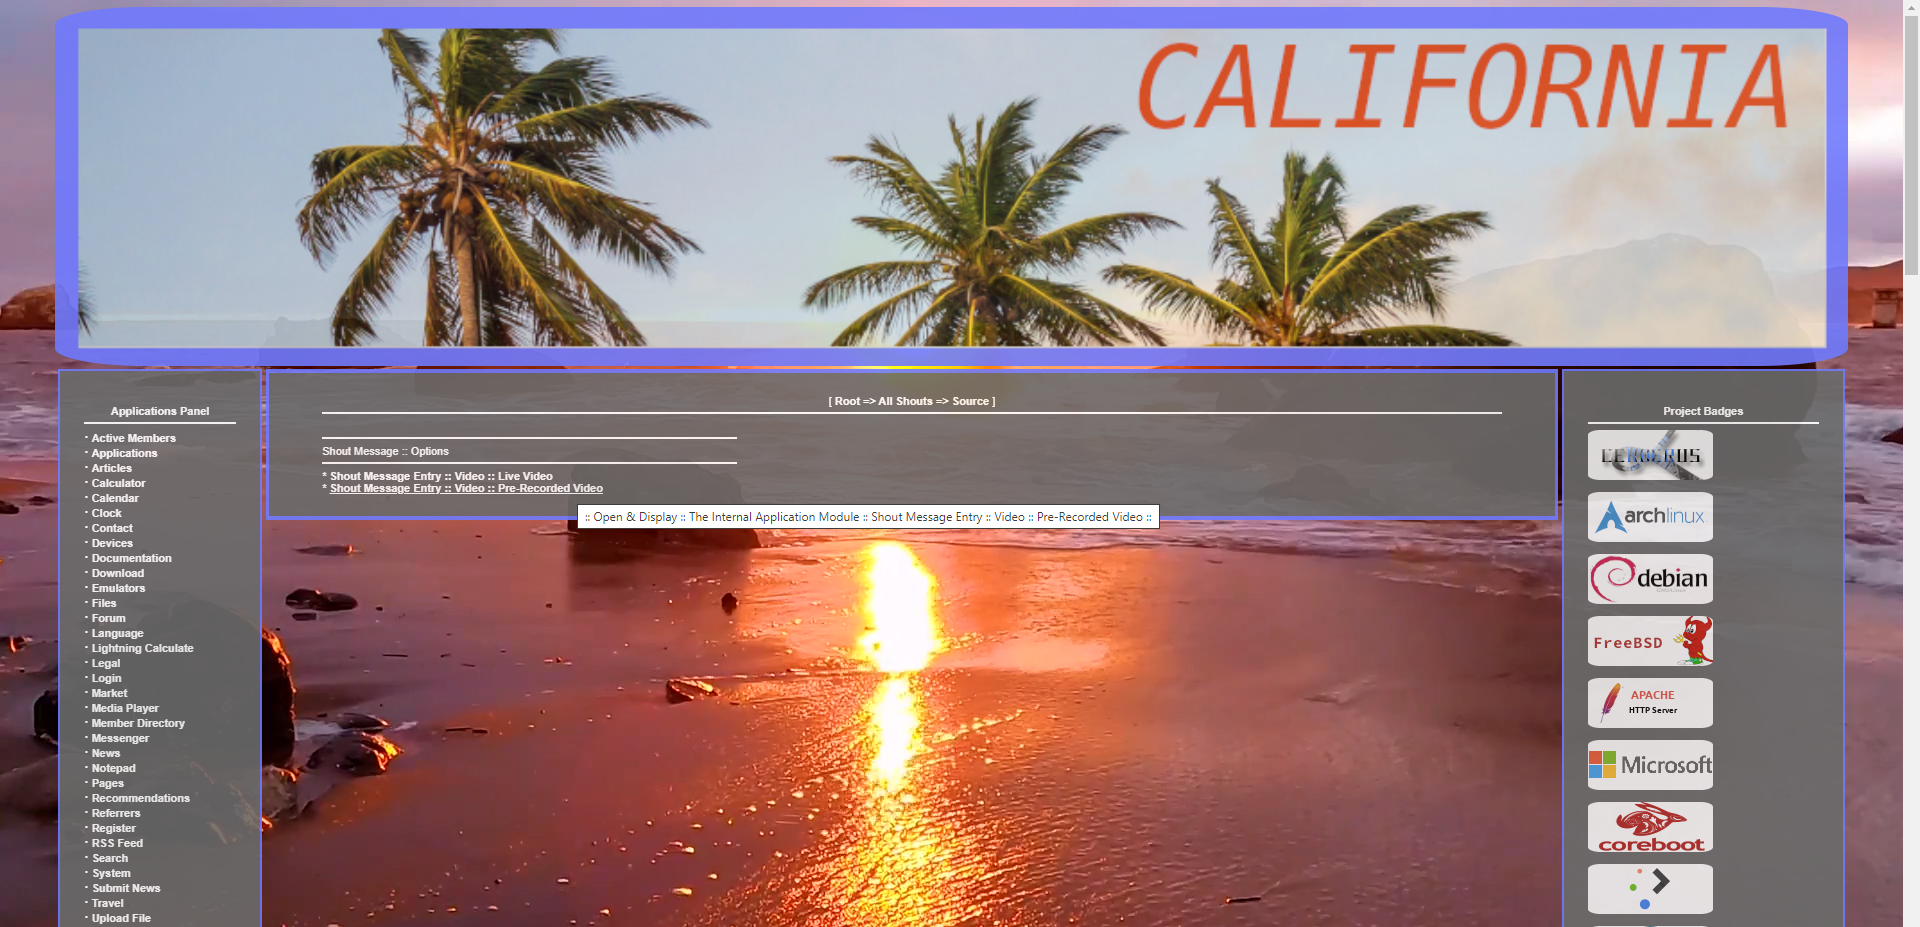 CALIFORNIA
Applications Panel
· Active Members
· Applications
· Articles
· Calculator
· Calendar
· Clock
· Contact
· Devices
· Documentation
· Download
· Emulators
· Files
· Forum
· Language
· Lightning Calculate
· Legal
· Login
· Market
· Media Player
· Member Directory
· Messenger
· News
· Notepad
· Pages
· Recommendations
· Referrers
· Register
· RSS Feed
· Search
· System
· Submit News
· Travel
· Upload File
[ Root => All Shouts => Source ]
Shout Message :: Options
* Shout Message Entry :: Video :: Live Video
* Shout Message Entry :: Video :: Pre-Recorded Video
:: Open & Display :: The Internal Application Module :: Shout Message Entry :: Video :: Pre-Recorded Video ::
Project Badges
CERBERUS
archlinux
debian
FreeBSD
APACHE
HTTP Server
Microsoft
coreboot